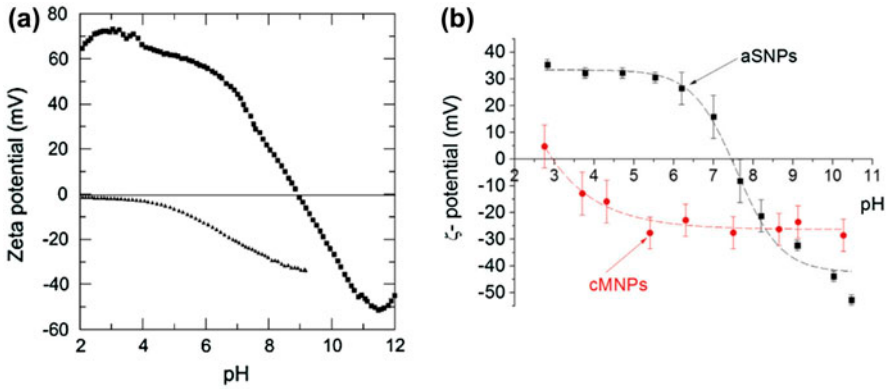 (a)
80
60
40
20
0
-20
-40
-60
Zeta potential (mV)
2 4 6 8 10 12
pH
(b)
40
30
20
10
0
-10
-20
-30
-40
-50
ζ- potential (mV)
2 3 4 5 6 7 8 9 10 11
pH
aSNPs
cMNPs